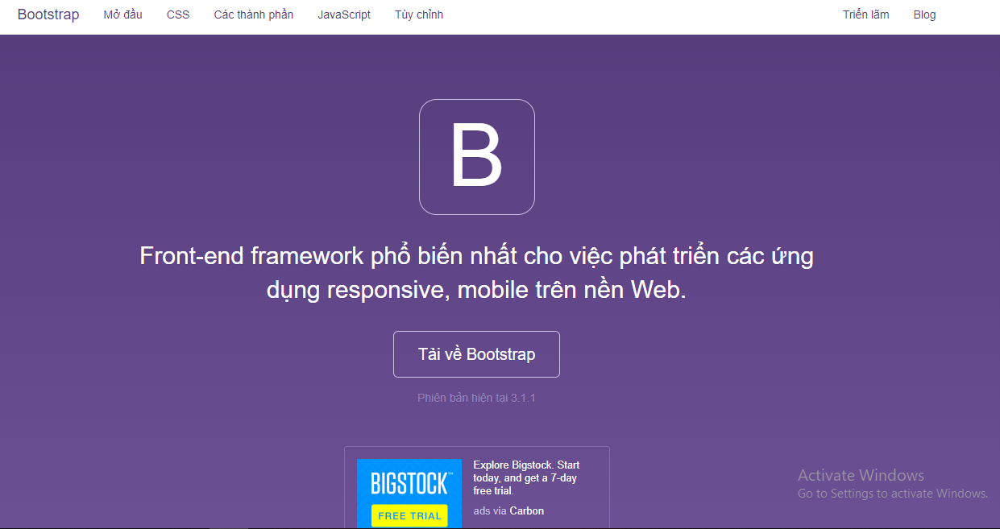 Bootstrap Mở đầu CSS Các thành phần JavaScript Tùy chỉnh Triển lãm Blog
B
Front-end framework phổ biến nhất cho việc phát triển các ứng
dụng responsive, mobile trên nền Web.
Tải về Bootstrap
Phiên bản hiện tại 3.1.1
BIGSTOCK™
FREE TRIAL
Explore Bigstock. Start
today, and get a 7-day
free trial.
ads via Carbon
Activate Windows
Go to Settings to activate Windows.